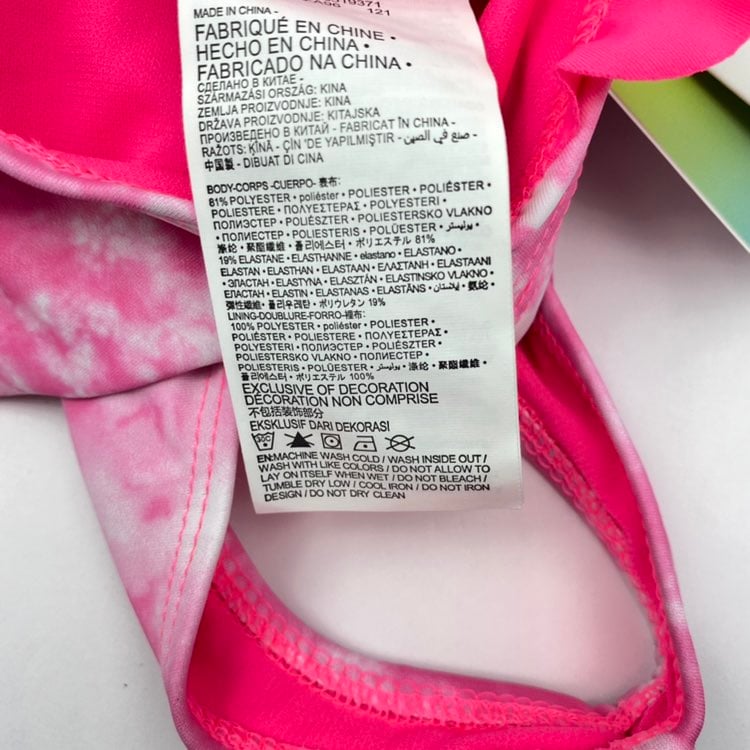 MADE IN CHINA - 121
FABRIQUÉ EN CHINE •
HECHO EN CHINA •
FABRICADO NA CHINA •
СДЕЛАНО В КИТАЕ -
SZÁRMAZÁSI ORSZÁG: KINA
ZEMLJA PROIZVODNJE: KINA
DRŽAVA PROIZVODNJE: KITAJSKA
ПРОИЗВЕДЕНО В КИТАЙ - FABRICAT ÎN CHINA -
RAŽOTS: ĶĪNĀ - ÇİN 'DE YAPILMIŞTIR - صنع في الصين -
中国製 - DIBUAT DI CINA
BODY-CORPS -CUERPO- 裹布:
81% POLYESTER • poliéster • POLIESTER • POLIÉSTER •
POLIESTERE • ΠΟΛΥΕΣΤΕΡΑΣ • POLYESTERI •
ПОЛИЭСТЕР • POLIÉSZTER • POLIESTERSKO VLAKNO
• ПОЛИЕСТЕР • POLIESTERIS • POLÜESTER • بوليستر •
涤纶 • 聚酯纖維 • 폴리에스터 • ポリエステル 81%
19% ELASTANE • ELASTHANNE • elastano • ELASTANO •
ELASTAN • ELASTHAN • ELASTAAN • ΕΛΑΣΤΑΝΗ • ELASTAANI
• ЭЛАСТАН • ELASTYNA • ELASZTÁN • ELASTINSKO VLAKNO •
ЕЛАСТАН • ELASTIN • ELASTANAS • ELASTĀNS • إيلاستان • 氨纶 •
彈性纖維 • 폴리우레탄 • ポリウレタン 19%
LINING-DOUBLURE-FORRO-裡布:
100% POLYESTER • poliéster • POLIESTER •
POLIÉSTER • POLIESTERE • ΠΟΛΥΕΣΤΕΡΑΣ •
POLYESTERI • ПОЛИЭСТЕР • POLIÉSZTER •
POLIESTERSKO VLAKNO • ПОЛИЕСТЕР •
POLIESTERIS • POLÜESTER • بوليستر • 涤纶 • 聚酯纖維 •
폴리에스터 • ポリエステル 100%
EXCLUSIVE OF DECORATION
DÉCORATION NON COMPRISE
不包括装饰部分
EKSKLUSIF DARI DEKORASI
EN:MACHINE WASH COLD / WASH INSIDE OUT /
WASH WITH LIKE COLORS / DO NOT ALLOW TO
LAY ON ITSELF WHEN WET / DO NOT BLEACH /
TUMBLE DRY LOW / COOL IRON / DO NOT IRON
DESIGN / DO NOT DRY CLEAN